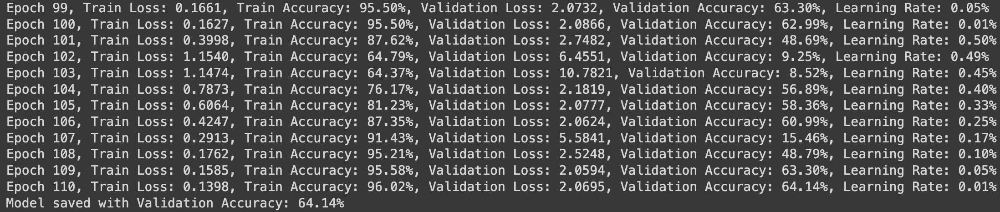 Epoch 99, Train Loss: 0.1661, Train Accuracy: 95.50%, Validation Loss: 2.0732, Validation Accuracy: 63.30%, Learning Rate: 0.05%
Epoch 100, Train Loss: 0.1627, Train Accuracy: 95.50%, Validation Loss: 2.0866, Validation Accuracy: 62.99%, Learning Rate: 0.01%
Epoch 101, Train Loss: 0.3998, Train Accuracy: 87.62%, Validation Loss: 2.7482, Validation Accuracy: 48.69%, Learning Rate: 0.50%
Epoch 102, Train Loss: 1.1540, Train Accuracy: 64.79%, Validation Loss: 6.4551, Validation Accuracy: 9.25%, Learning Rate: 0.49%
Epoch 103, Train Loss: 1.1474, Train Accuracy: 64.37%, Validation Loss: 10.7821, Validation Accuracy: 8.52%, Learning Rate: 0.45%
Epoch 104, Train Loss: 0.7873, Train Accuracy: 76.17%, Validation Loss: 2.1819, Validation Accuracy: 56.89%, Learning Rate: 0.40%
Epoch 105, Train Loss: 0.6064, Train Accuracy: 81.23%, Validation Loss: 2.0777, Validation Accuracy: 58.36%, Learning Rate: 0.33%
Epoch 106, Train Loss: 0.4247, Train Accuracy: 87.35%, Validation Loss: 2.0624, Validation Accuracy: 60.99%, Learning Rate: 0.25%
Epoch 107, Train Loss: 0.2913, Train Accuracy: 91.43%, Validation Loss: 5.5841, Validation Accuracy: 15.46%, Learning Rate: 0.17%
Epoch 108, Train Loss: 0.1762, Train Accuracy: 95.21%, Validation Loss: 2.5248, Validation Accuracy: 48.79%, Learning Rate: 0.10%
Epoch 109, Train Loss: 0.1585, Train Accuracy: 95.58%, Validation Loss: 2.0594, Validation Accuracy: 63.30%, Learning Rate: 0.05%
Epoch 110, Train Loss: 0.1398, Train Accuracy: 96.02%, Validation Loss: 2.0695, Validation Accuracy: 64.14%, Learning Rate: 0.01%
Model saved with Validation Accuracy: 64.14%